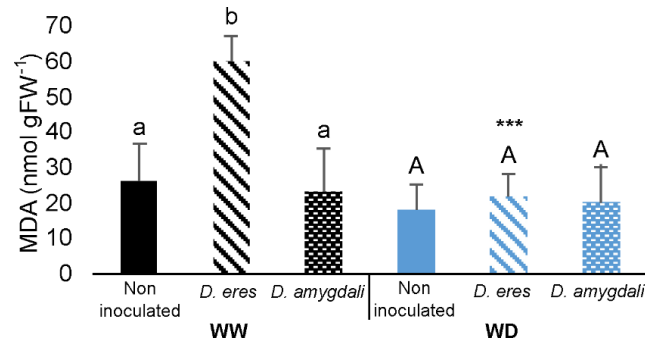 MDA (nmol gFW⁻¹)
70
60
50
40
30
20
10
0
a
b
a
A
***
A
A
Non inoculated
D. eres
D. amygdali
Non inoculated
D. eres
D. amygdali
WW
WD